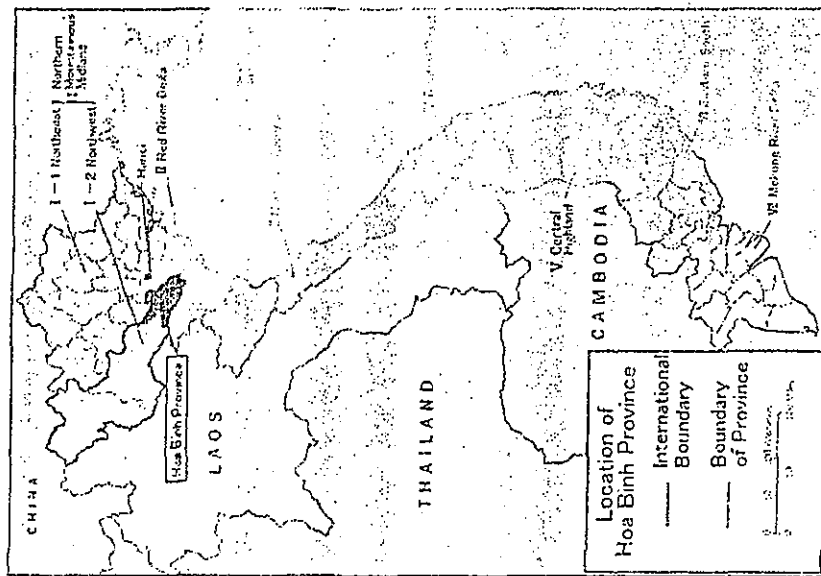 CHINA
I-1 Northeast
I-2 Northwest
Northern
Mountainous
Midland
Hanoi
II Red River Delta
Hoa Binh Province
LAOS
THAILAND
V. Central
Highland
CAMBODIA
VII Mekong River Delta
Location of
Hoa Binh Province
International
Boundary
Boundary
of Province